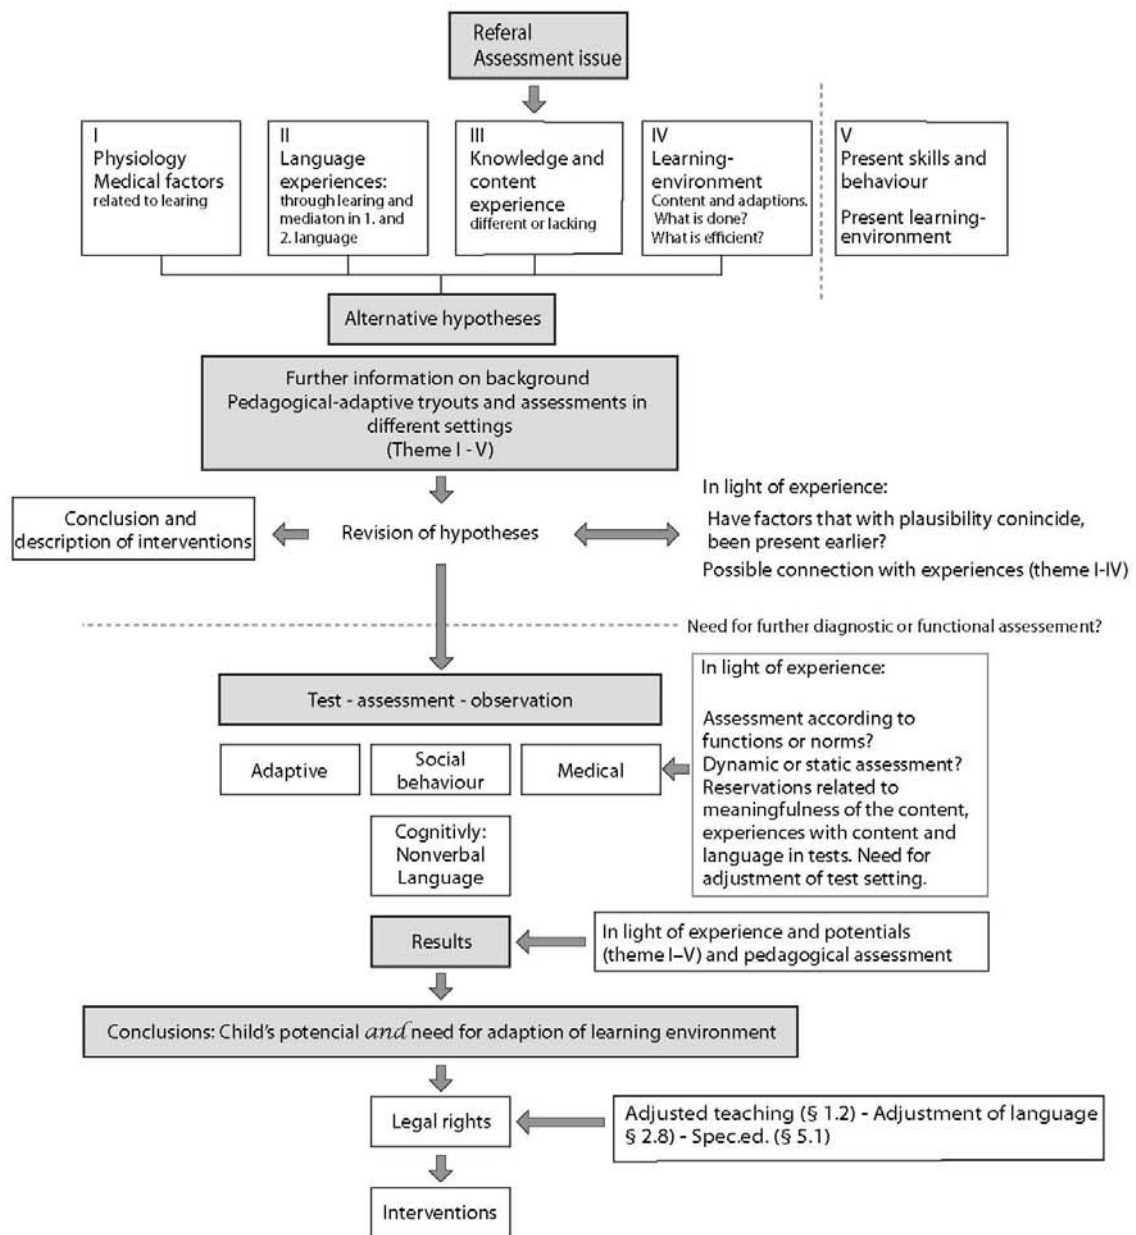 Referal
Assessment issue
I
Physiology
Medical factors
related to learing
II
Language
experiences:
through learing and
mediaton in 1. and
2. language
III
Knowledge and
content
experience
different or lacking
IV
Learning-
environment
Content and adaptions.
What is done?
What is efficient?
V
Present skills and
behaviour
Present learning-
environment
Alternative hypotheses
Further information on background
Pedagogical-adaptive tryouts and assessments in
different settings
(Theme I - V)
Conclusion and
description of interventions
Revision of hypotheses
In light of experience:
Have factors that with plausibility conincide,
been present earlier?
Possible connection with experiences (theme I-IV)
Need for further diagnostic or functional assessement?
Test - assessment - observation
Adaptive
Social
behaviour
Medical
In light of experience:
Assessment according to
functions or norms?
Dynamic or static assessment?
Reservations related to
meaningfulness of the content,
experiences with content and
language in tests. Need for
adjustment of test setting.
Cognitivly:
Nonverbal
Language
Results
In light of experience and potentials
(theme I–V) and pedagogical assessment
Conclusions: Child's potencial and need for adaption of learning environment
Legal rights
Adjusted teaching (§ 1.2) - Adjustment of language
§ 2.8) - Spec.ed. (§ 5.1)
Interventions